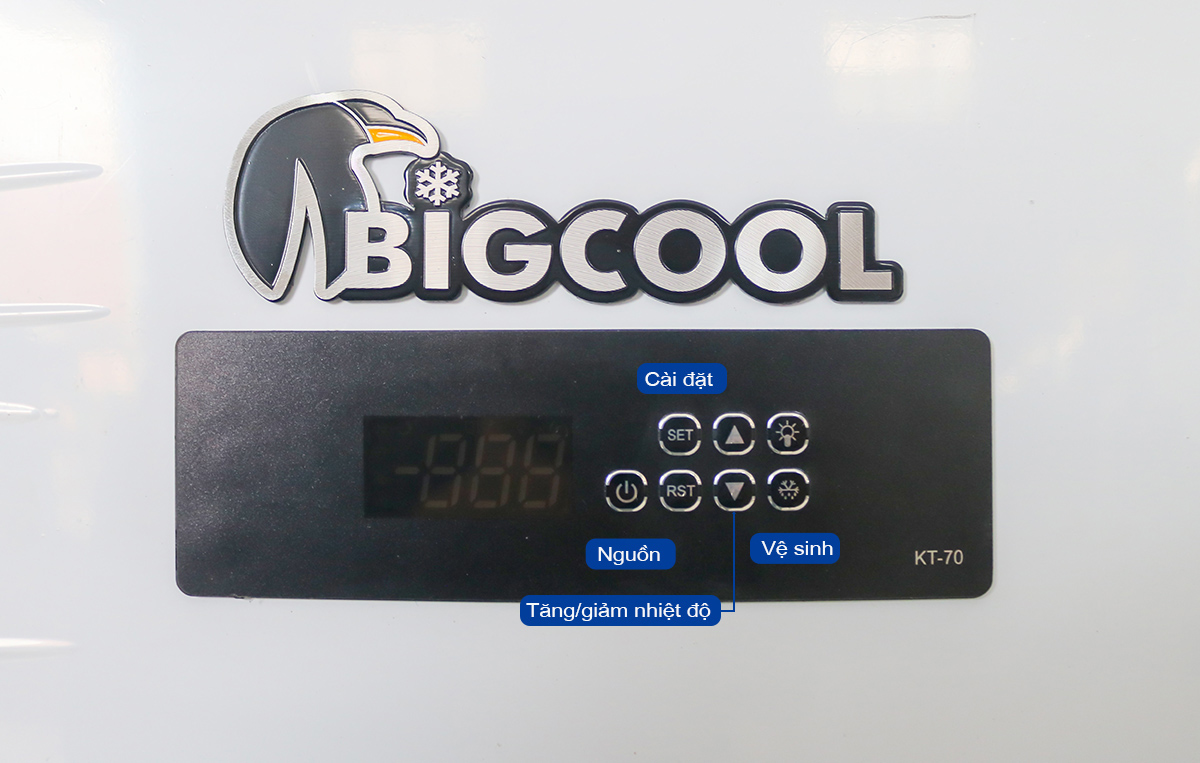 BIGCOOL
Cài đặt
SET
-888
RST
Nguồn
Vệ sinh
KT-70
Tăng/giảm nhiệt độ